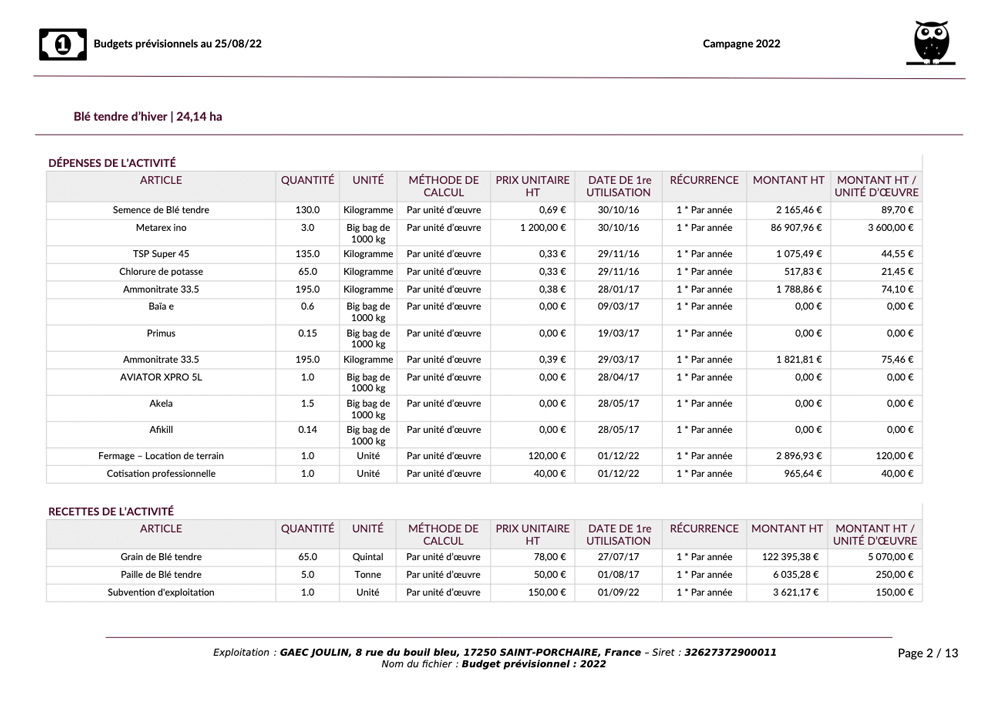 1 Budgets prévisionnels au 25/08/22 Campagne 2022
Blé tendre d'hiver | 24,14 ha
DÉPENSES DE L'ACTIVITÉ
ARTICLE QUANTITÉ UNITÉ MÉTHODE DE CALCUL PRIX UNITAIRE HT DATE DE 1re UTILISATION RÉCURRENCE MONTANT HT MONTANT HT / UNITÉ D'ŒUVRE
Semence de Blé tendre 130.0 Kilogramme Par unité d'œuvre 0,69 € 30/10/16 1 * Par année 2 165,46 € 89,70 €
Metarex ino 3.0 Big bag de 1000 kg Par unité d'œuvre 1 200,00 € 30/10/16 1 * Par année 86 907,96 € 3 600,00 €
TSP Super 45 135.0 Kilogramme Par unité d'œuvre 0,33 € 29/11/16 1 * Par année 1 075,49 € 44,55 €
Chlorure de potasse 65.0 Kilogramme Par unité d'œuvre 0,33 € 29/11/16 1 * Par année 517,83 € 21,45 €
Ammonitrate 33.5 195.0 Kilogramme Par unité d'œuvre 0,38 € 28/01/17 1 * Par année 1 788,86 € 74,10 €
Baïa e 0.6 Big bag de 1000 kg Par unité d'œuvre 0,00 € 09/03/17 1 * Par année 0,00 € 0,00 €
Primus 0.15 Big bag de 1000 kg Par unité d'œuvre 0,00 € 19/03/17 1 * Par année 0,00 € 0,00 €
Ammonitrate 33.5 195.0 Kilogramme Par unité d'œuvre 0,39 € 29/03/17 1 * Par année 1 821,81 € 75,46 €
AVIATOR XPRO 5L 1.0 Big bag de 1000 kg Par unité d'œuvre 0,00 € 28/04/17 1 * Par année 0,00 € 0,00 €
Akela 1.5 Big bag de 1000 kg Par unité d'œuvre 0,00 € 28/05/17 1 * Par année 0,00 € 0,00 €
Afikill 0.14 Big bag de 1000 kg Par unité d'œuvre 0,00 € 28/05/17 1 * Par année 0,00 € 0,00 €
Fermage – Location de terrain 1.0 Unité Par unité d'œuvre 120,00 € 01/12/22 1 * Par année 2 896,93 € 120,00 €
Cotisation professionnelle 1.0 Unité Par unité d'œuvre 40,00 € 01/12/22 1 * Par année 965,64 € 40,00 €
RECETTES DE L'ACTIVITÉ
ARTICLE QUANTITÉ UNITÉ MÉTHODE DE CALCUL PRIX UNITAIRE HT DATE DE 1re UTILISATION RÉCURRENCE MONTANT HT MONTANT HT / UNITÉ D'ŒUVRE
Grain de Blé tendre 65.0 Quintal Par unité d'œuvre 78,00 € 27/07/17 1 * Par année 122 395,38 € 5 070,00 €
Paille de Blé tendre 5.0 Tonne Par unité d'œuvre 50,00 € 01/08/17 1 * Par année 6 035,28 € 250,00 €
Subvention d'exploitation 1.0 Unité Par unité d'œuvre 150,00 € 01/09/22 1 * Par année 3 621,17 € 150,00 €
Exploitation : GAEC JOULIN, 8 rue du bouil bleu, 17250 SAINT-PORCHAIRE, France – Siret : 32627372900011 Page 2 / 13
Nom du fichier : Budget prévisionnel : 2022